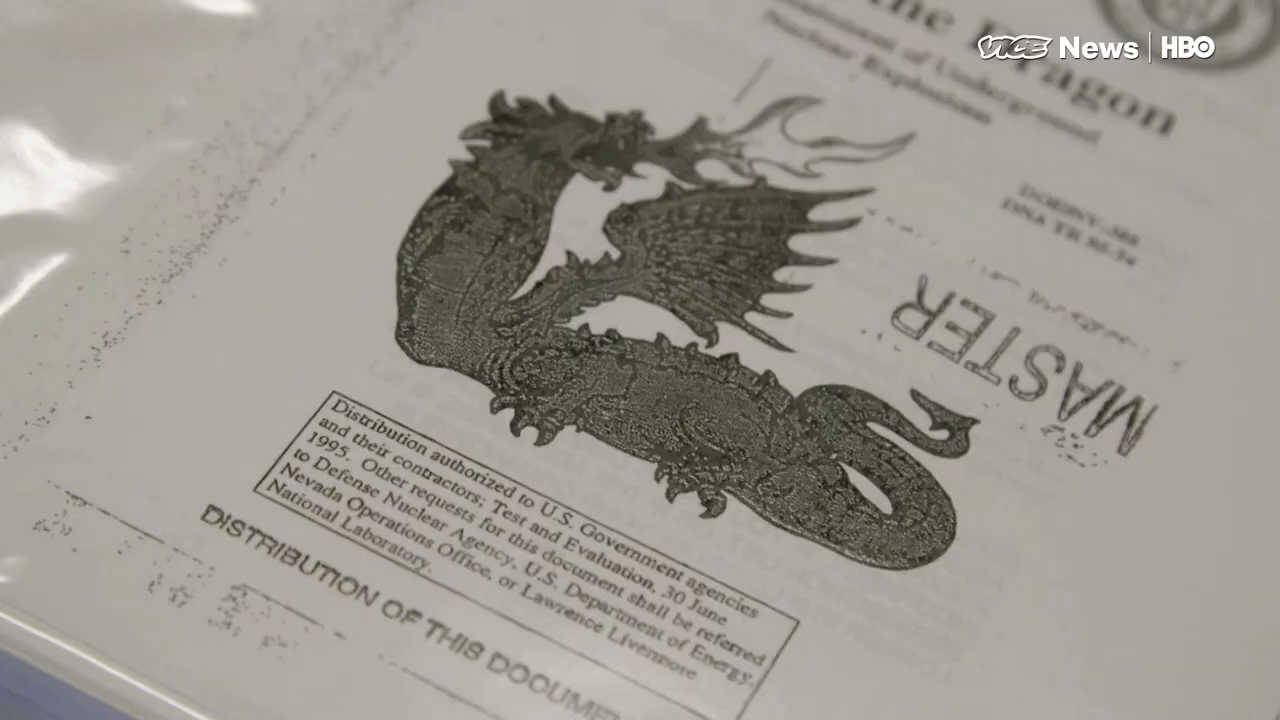 VICE News | HBO
the Dragon
of Underground
Nuclear Explosions
MASTER
Distribution authorized to U.S. Government agencies
and their contractors; Test and Evaluation, 30 June
1995. Other requests for this document shall be referred
to Defense Nuclear Agency, U.S. Department of Energy,
Nevada Operations Office, or Lawrence Livermore
National Laboratory.
DISTRIBUTION OF THIS DOCUME